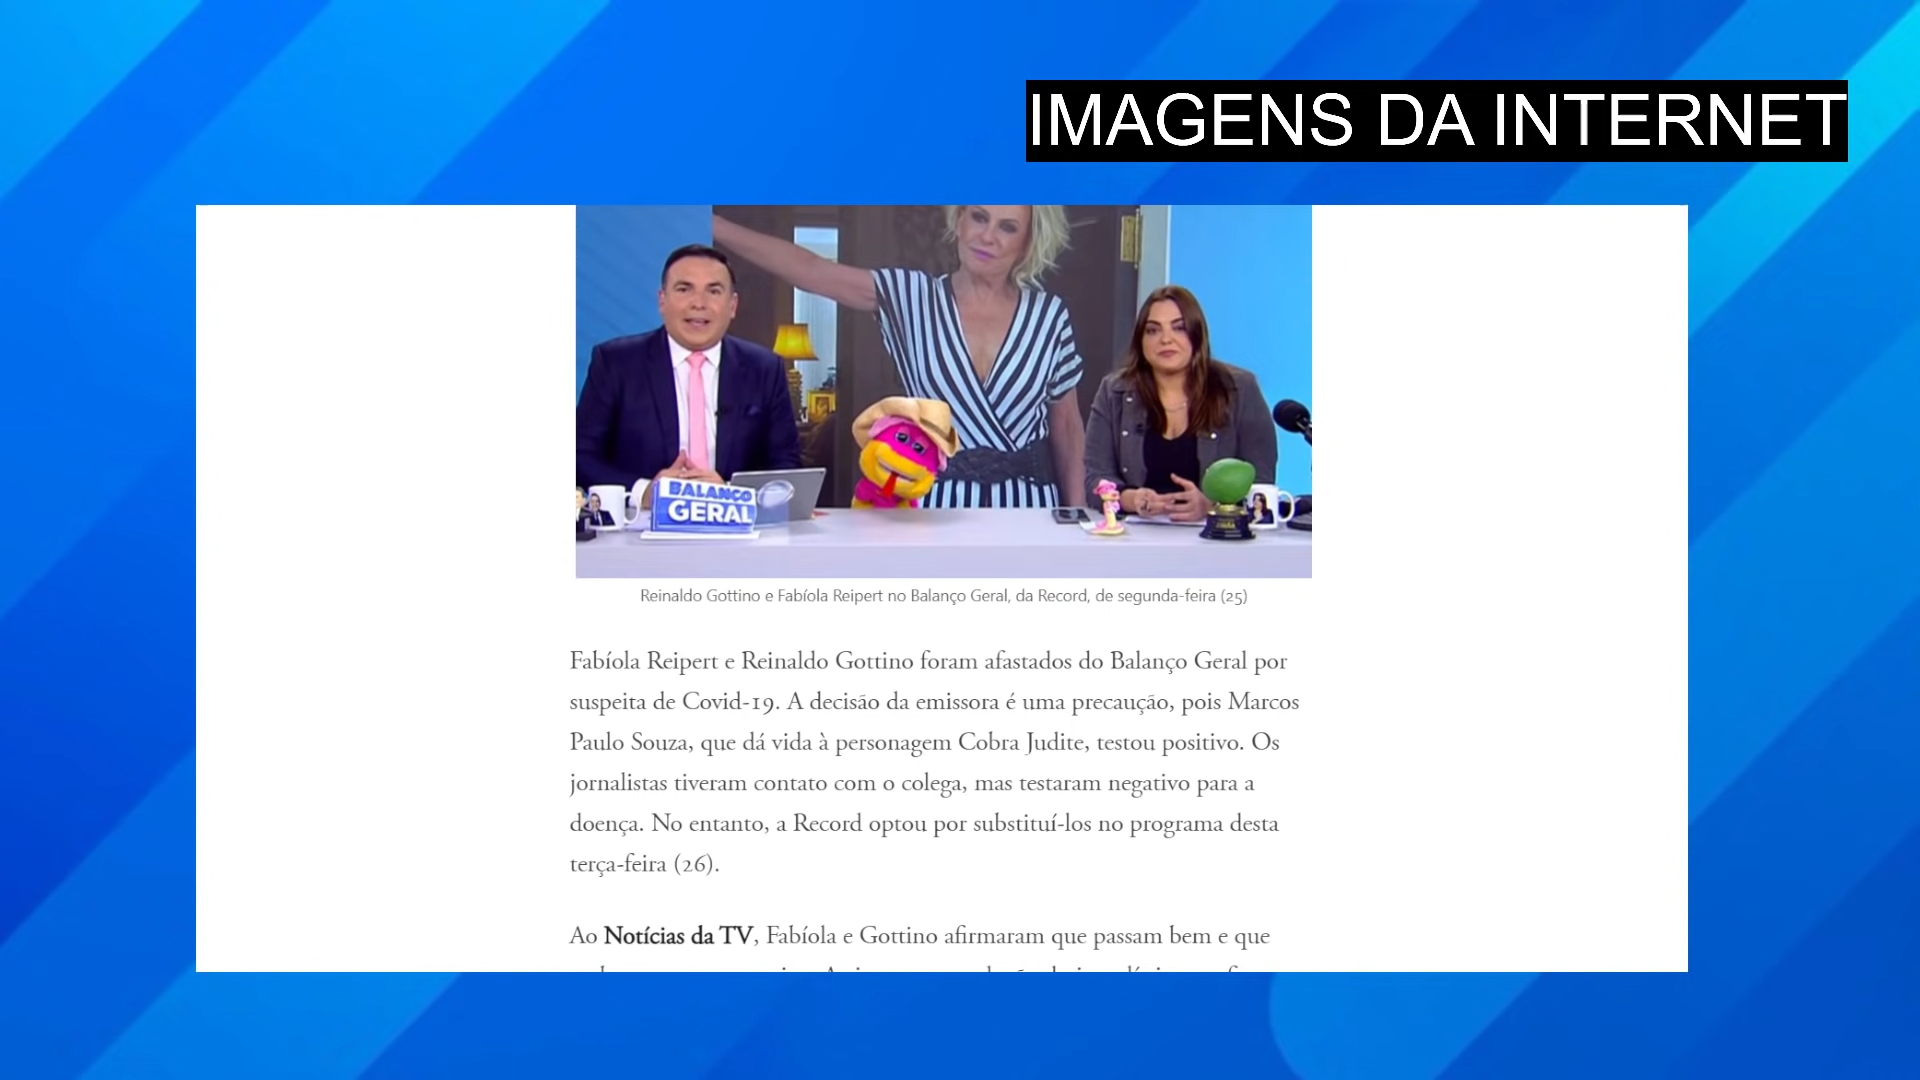 IMAGENS DA INTERNET
BALANÇO
GERAL
Reinaldo Gottino e Fabíola Reipert no Balanço Geral, da Record, de segunda-feira (25)
Fabíola Reipert e Reinaldo Gottino foram afastados do Balanço Geral por
suspeita de Covid-19. A decisão da emissora é uma precaução, pois Marcos
Paulo Souza, que dá vida à personagem Cobra Judite, testou positivo. Os
jornalistas tiveram contato com o colega, mas testaram negativo para a
doença. No entanto, a Record optou por substituí-los no programa desta
terça-feira (26).
Ao Notícias da TV, Fabíola e Gottino afirmaram que passam bem e que